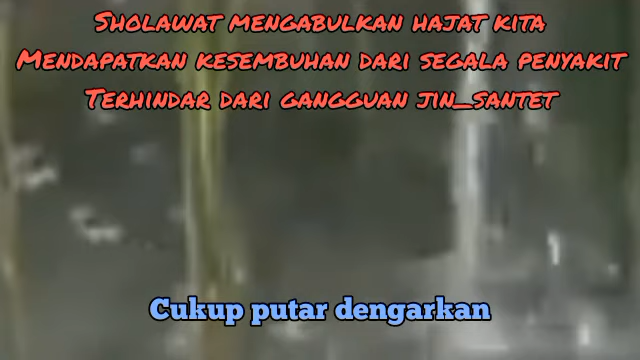 Sholawat mengabulkan hajat kita
Mendapatkan kesembuhan dari segala penyakit
Terhindar dari gangguan jin_santet
Cukup putar dengarkan